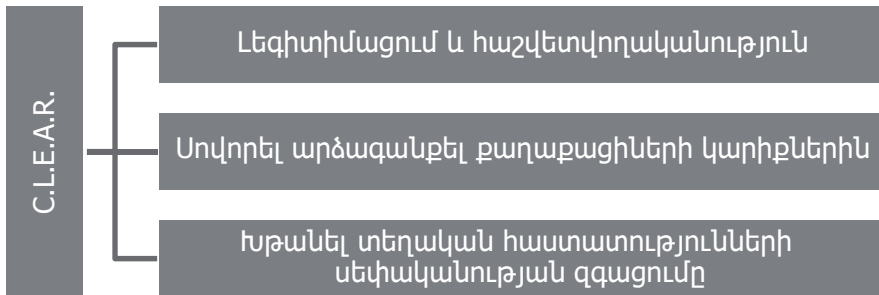 C.L.E.A.R.
Լեգիտիմացում և հաշվետվողականություն
Սովորել արձագանքել քաղաքացիների կարիքներին
Խթանել տեղական հաստատությունների
սեփականության զգացումը